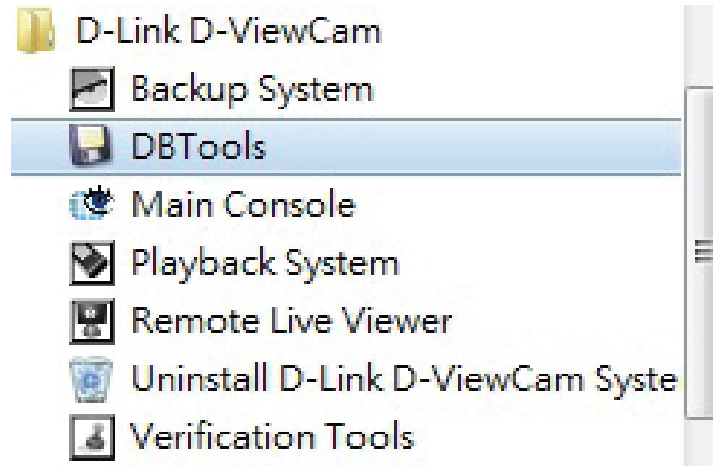 D-Link D-ViewCam
Backup System
DBTools
Main Console
Playback System
Remote Live Viewer
Uninstall D-Link D-ViewCam Syste
Verification Tools